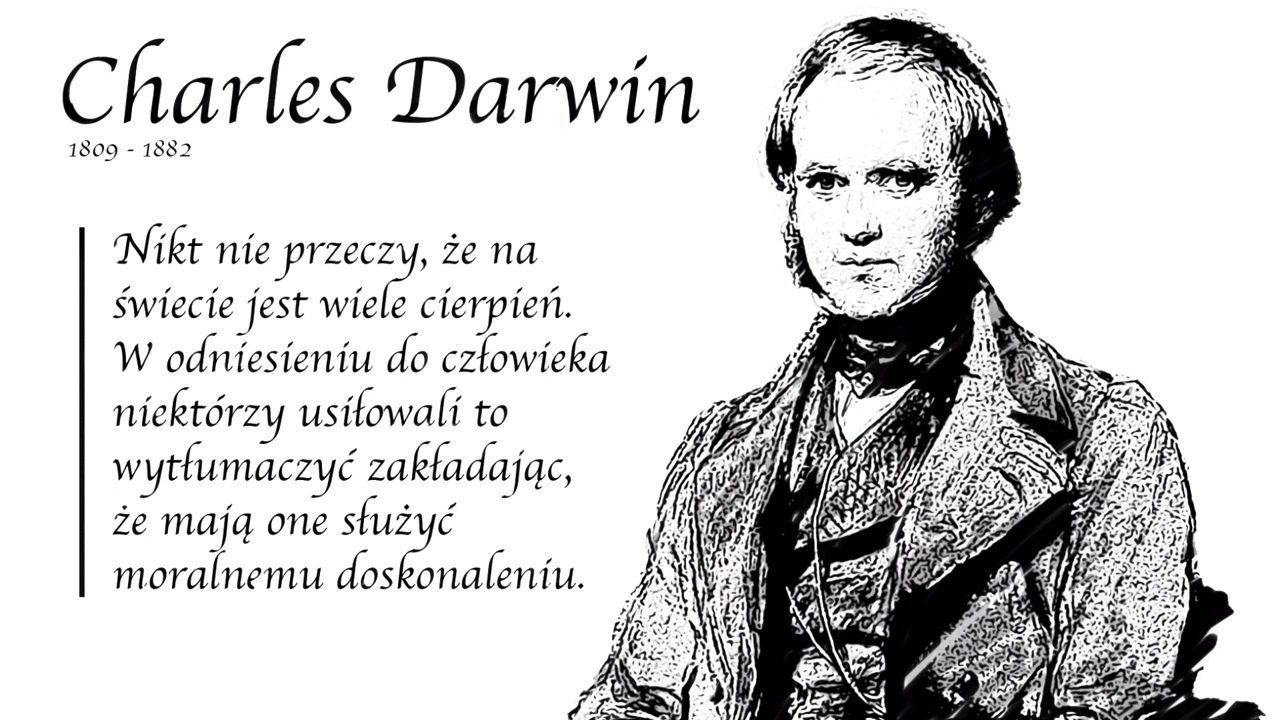 Charles Darwin
1809 - 1882
Nikt nie przeczy, że na
świecie jest wiele cierpień.
W odniesieniu do człowieka
niektórzy usiłowali to
wytłumaczyć zakładając,
że mają one służyć
moralnemu doskonaleniu.